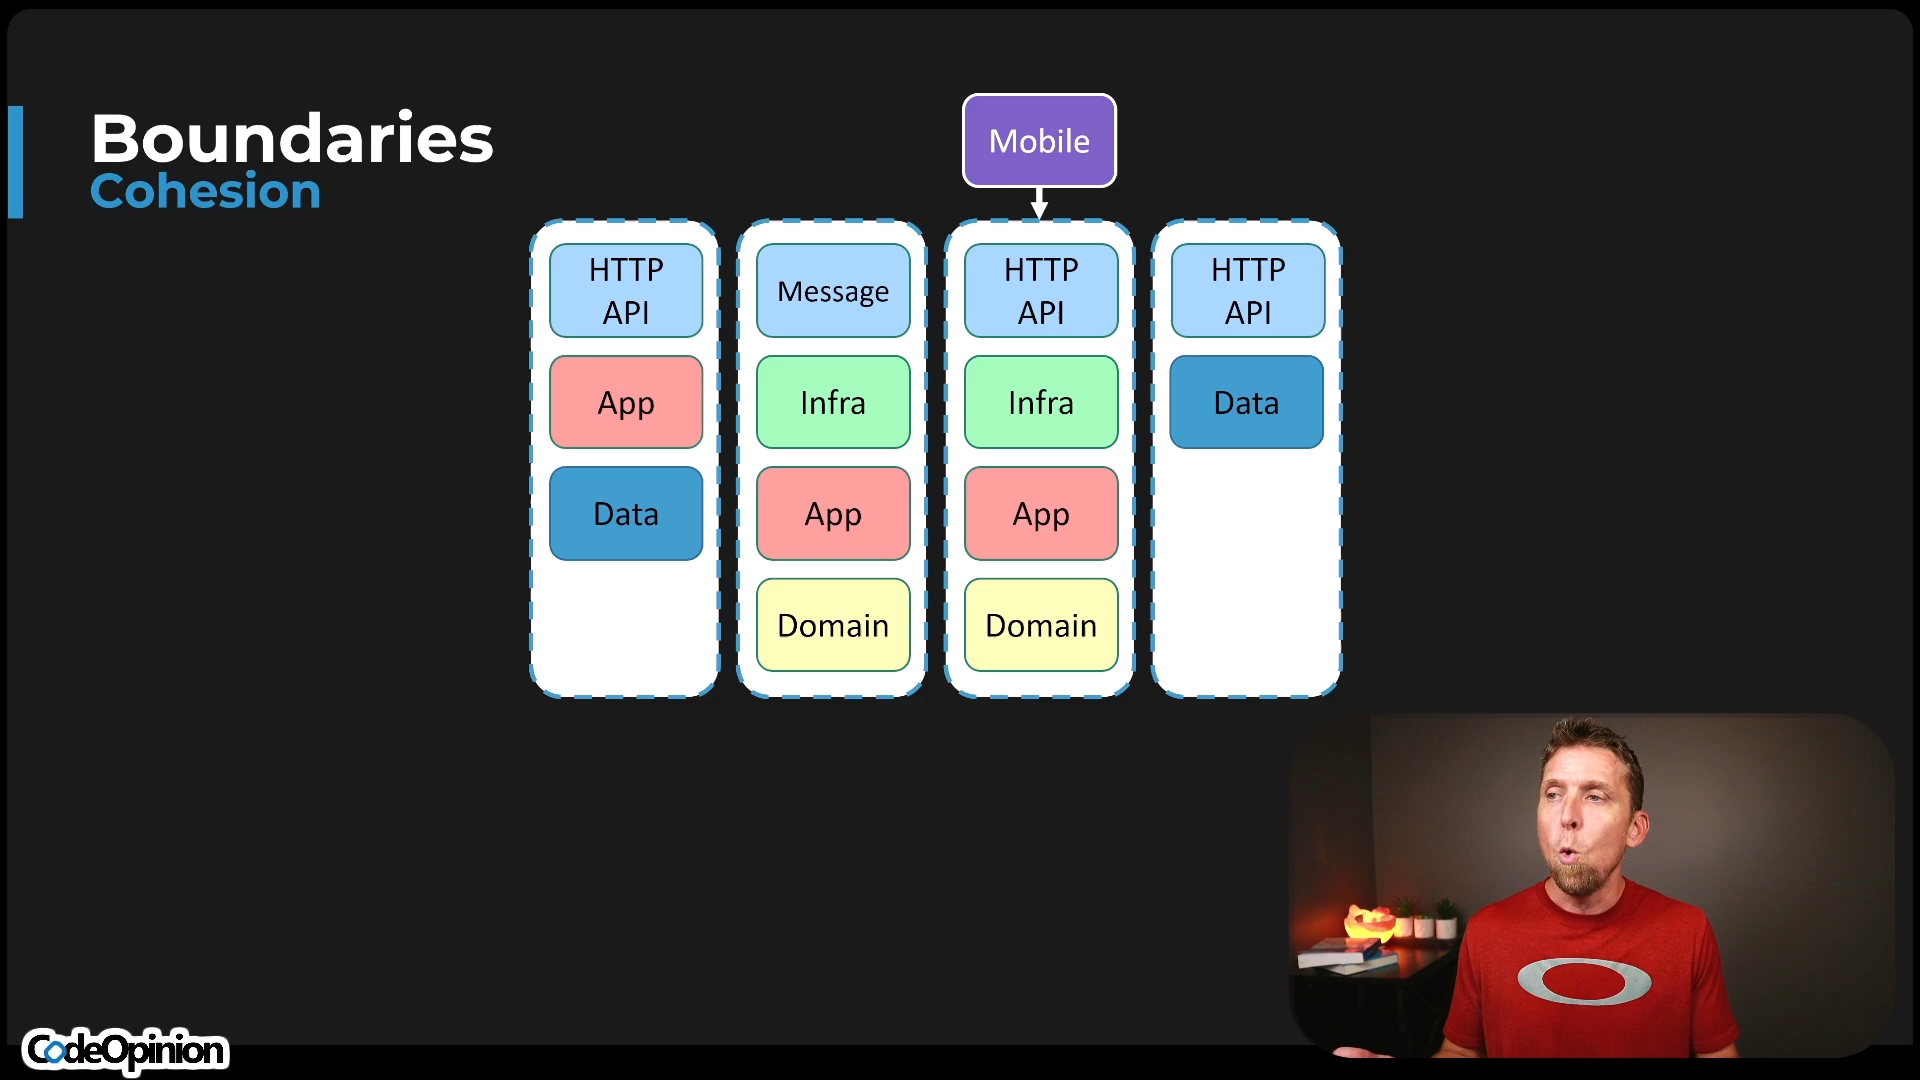 Boundaries
Cohesion
Mobile
HTTP
API
App
Data
Message
Infra
App
Domain
HTTP
API
Infra
App
Domain
HTTP
API
Data
CodeOpinion